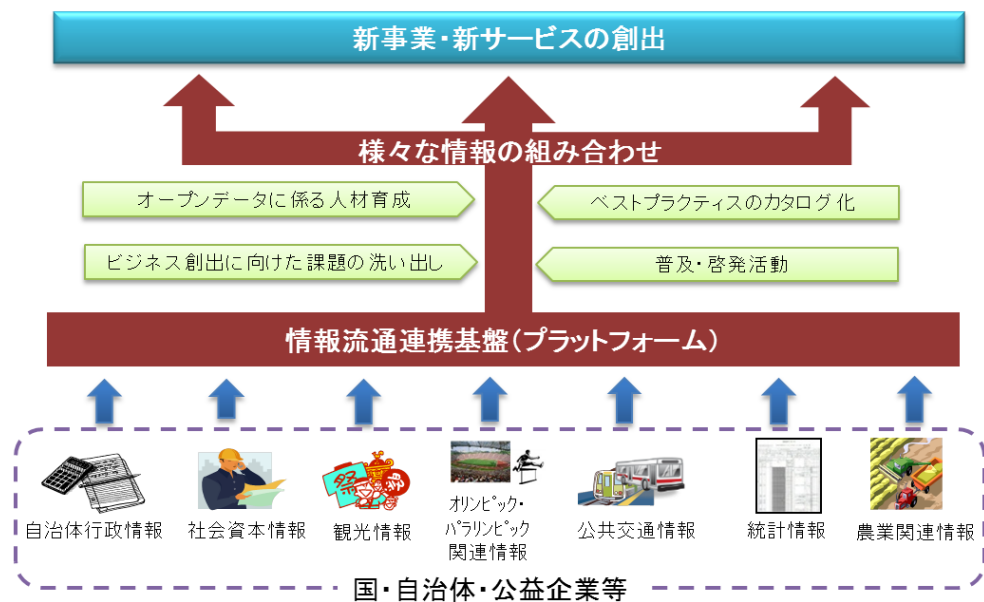 新事業・新サービスの創出
様々な情報の組み合わせ
オープンデータに係る人材育成
ベストプラクティスのカタログ化
ビジネス創出に向けた課題の洗い出し
普及・啓発活動
情報流通連携基盤(プラットフォーム)
祭
自治体行政情報
社会資本情報
観光情報
オリンピック・
パラリンピック
関連情報
公共交通情報
統計情報
農業関連情報
国・自治体・公益企業等